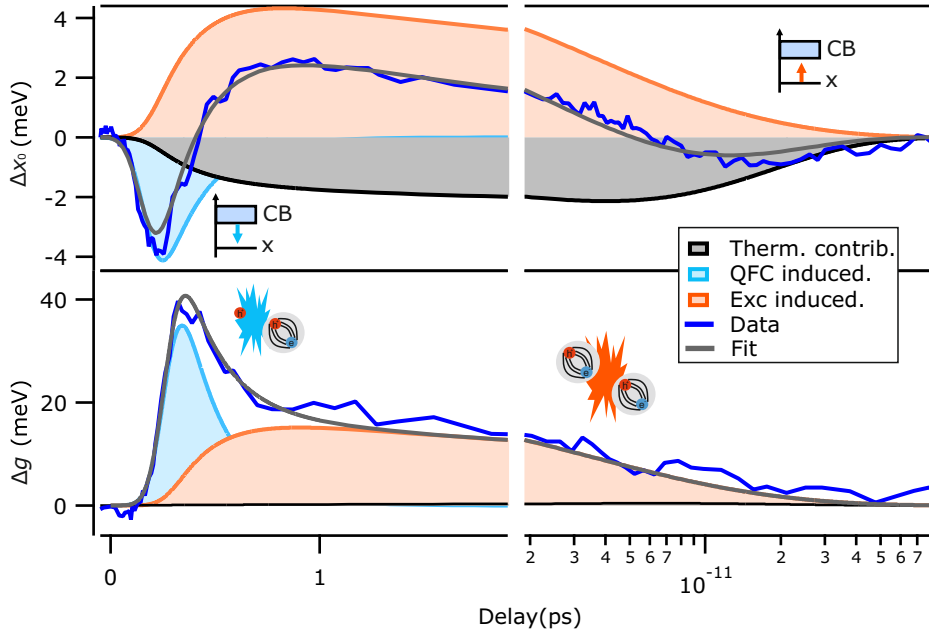 4
2
0
-2
-4
Δx₀ (meV)
CB
x
CB
x
Therm. contrib.
QFC induced.
Exc induced.
Data
Fit
40
20
0
Δg (meV)
h
h
e
h
e
h
e
0
1
2
3
4
5
6
7
8
10⁻¹¹
2
3
4
5
6
7
Delay(ps)